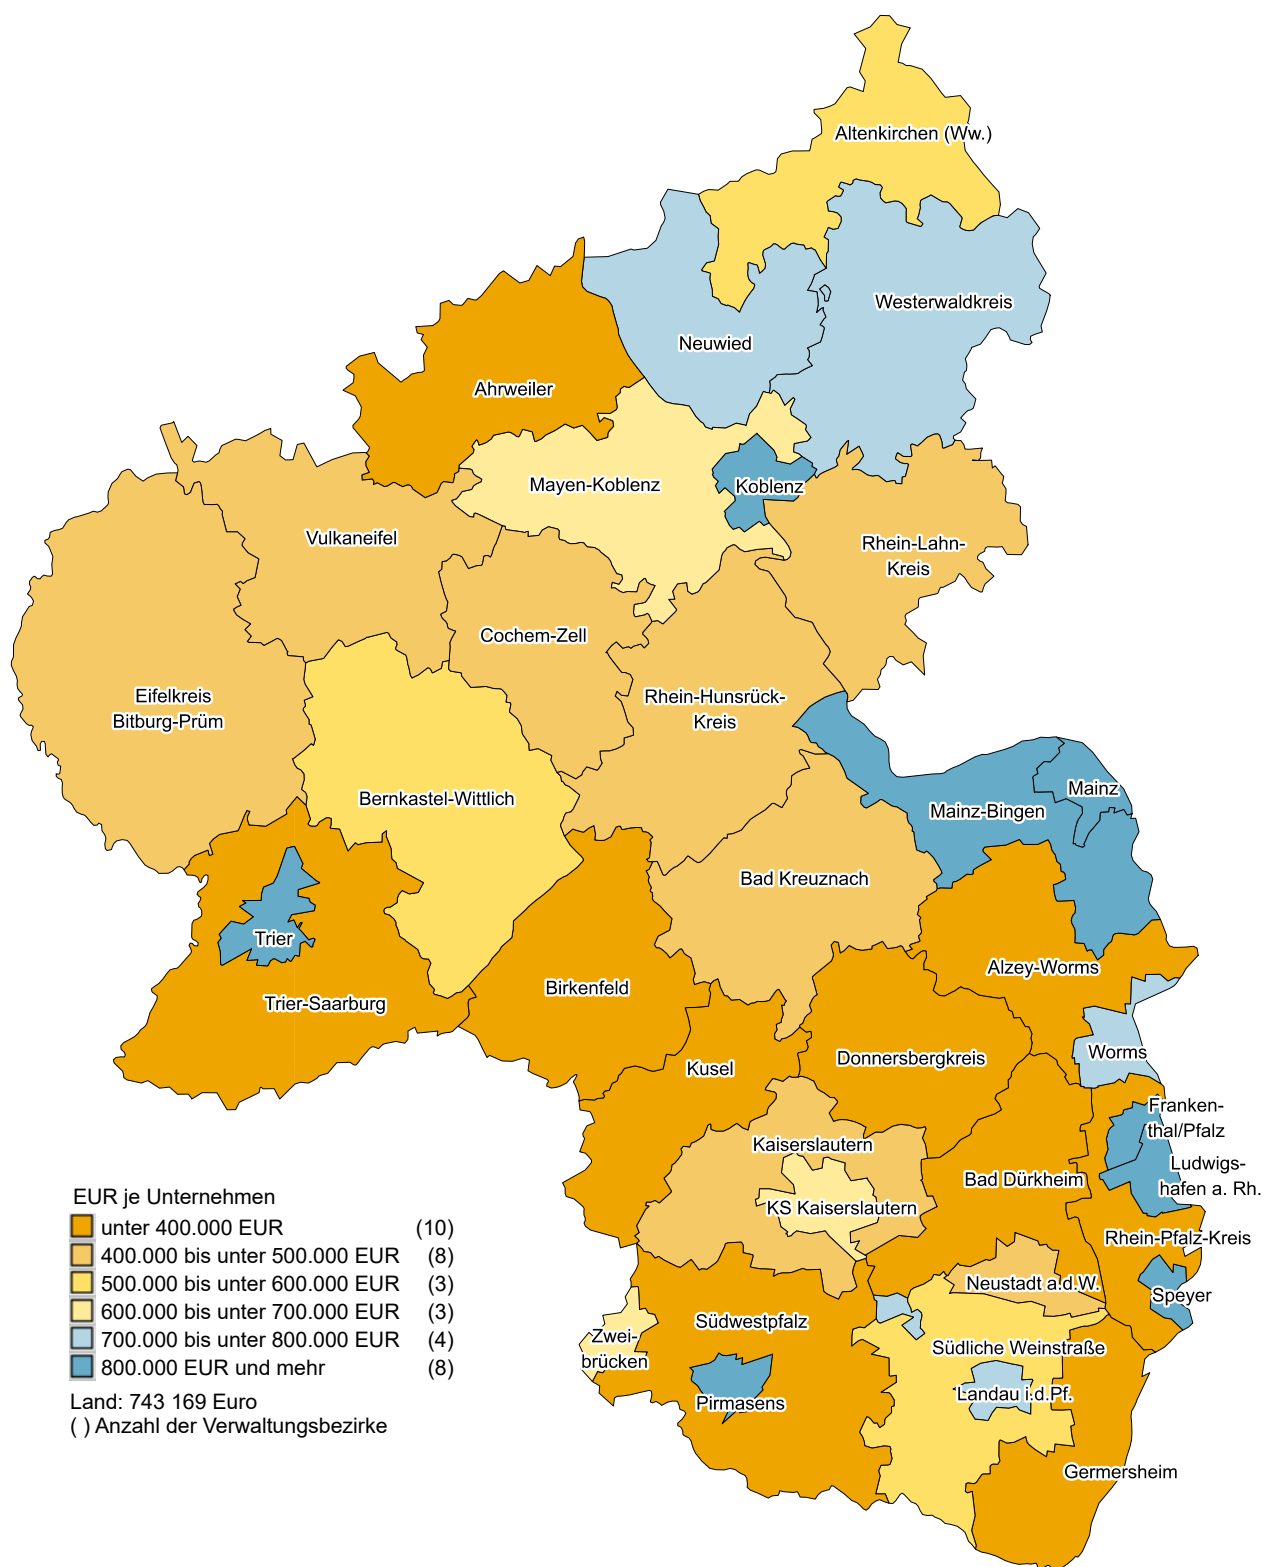 Altenkirchen (Ww.)
Westerwaldkreis
Neuwied
Ahrweiler
Mayen-Koblenz
Koblenz
Vulkaneifel
Rhein-Lahn-
Kreis
Cochem-Zell
Eifelkreis
Bitburg-Prüm
Rhein-Hunsrück-
Kreis
Mainz
Bernkastel-Wittlich
Mainz-Bingen
Bad Kreuznach
Trier
Alzey-Worms
Birkenfeld
Trier-Saarburg
Worms
Donnersbergkreis
Kusel
Franken-
thal/Pfalz
Kaiserslautern
Ludwigs-
hafen a. Rh.
Bad Dürkheim
KS Kaiserslautern
Rhein-Pfalz-Kreis
Neustadt a.d.W.
Speyer
Südwestpfalz
Zwei-
brücken
Südliche Weinstraße
Landau i.d.Pf.
Pirmasens
Germersheim
EUR je Unternehmen
unter 400.000 EUR (10)
400.000 bis unter 500.000 EUR (8)
500.000 bis unter 600.000 EUR (3)
600.000 bis unter 700.000 EUR (3)
700.000 bis unter 800.000 EUR (4)
800.000 EUR und mehr (8)
Land: 743 169 Euro
( ) Anzahl der Verwaltungsbezirke